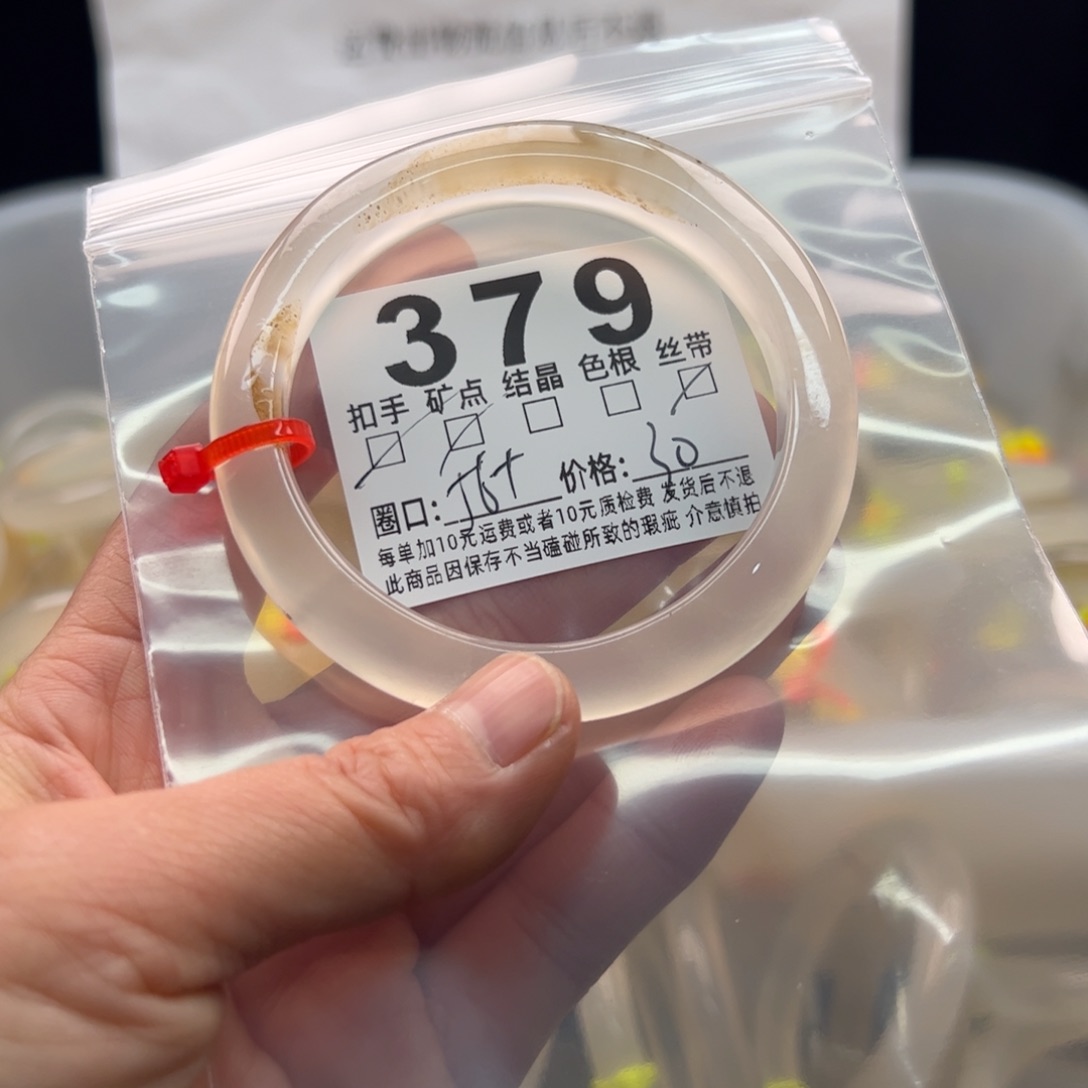 379
扣手 矿点 结晶 色根 丝带
圈口: 价格: 30
每单加10元运费或者10元质检费 发货后不退
此商品因保存不当磕碰所致的瑕疵 介意慎拍